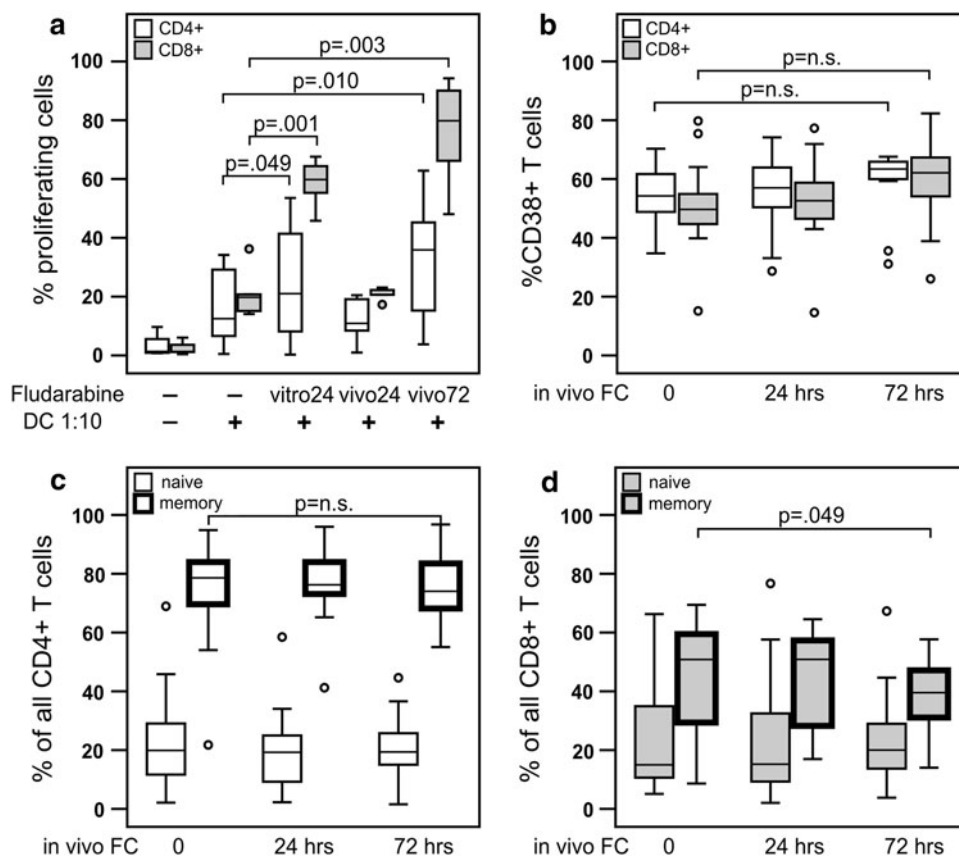 a
CD4+
CD8+
p=.003
p=.010
p=.001
p=.049
% proliferating cells
100
80
60
40
20
0
Fludarabine – – vitro24 vivo24 vivo72
DC 1:10 – + + + +
b
CD4+
CD8+
p=n.s.
p=n.s.
%CD38+ T cells
100
80
60
40
20
0
in vivo FC 0 24 hrs 72 hrs
c
naive
memory
p=n.s.
% of all CD4+ T cells
100
80
60
40
20
0
in vivo FC 0 24 hrs 72 hrs
d
naive
memory
p=.049
% of all CD8+ T cells
100
80
60
40
20
0
in vivo FC 0 24 hrs 72 hrs